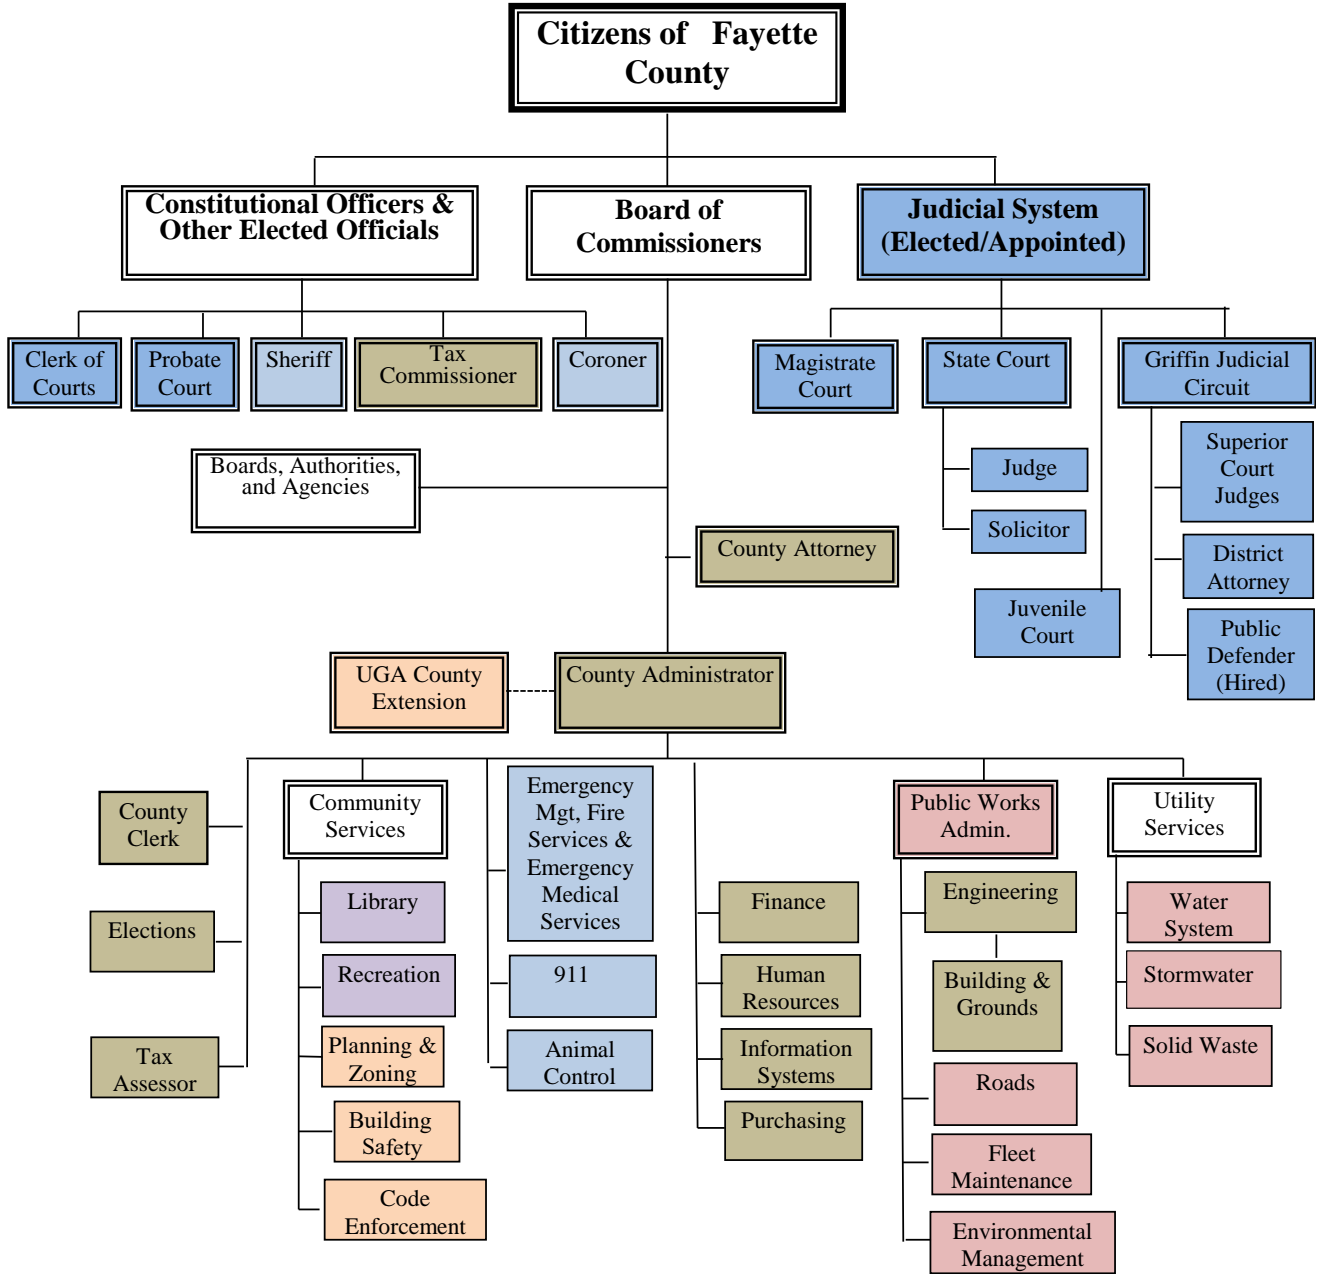 Citizens of Fayette
County
Constitutional Officers &
Other Elected Officials
Board of
Commissioners
Judicial System
(Elected/Appointed)
Clerk of
Courts
Probate
Court
Sheriff
Tax
Commissioner
Coroner
Magistrate
Court
State Court
Griffin Judicial
Circuit
Boards, Authorities,
and Agencies
Judge
Solicitor
Superior
Court
Judges
County Attorney
District
Attorney
Juvenile
Court
Public
Defender
(Hired)
UGA County
Extension
County Administrator
County
Clerk
Elections
Tax
Assessor
Community
Services
Library
Recreation
Planning &
Zoning
Building
Safety
Code
Enforcement
Emergency
Mgt, Fire
Services &
Emergency
Medical
Services
911
Animal
Control
Finance
Human
Resources
Information
Systems
Purchasing
Public Works
Admin.
Engineering
Building &
Grounds
Roads
Fleet
Maintenance
Environmental
Management
Utility
Services
Water
System
Stormwater
Solid Waste